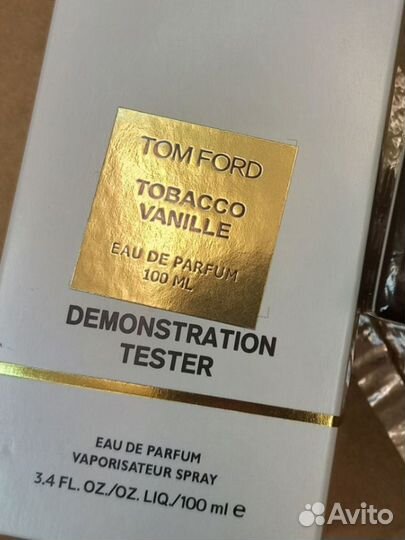 TOM FORD
TOBACCO
VANILLE
EAU DE PARFUM
100 ML
DEMONSTRATION
TESTER
EAU DE PARFUM
VAPORISATEUR SPRAY
3.4 FL. OZ./OZ. LIQ./100 ml e
Avito